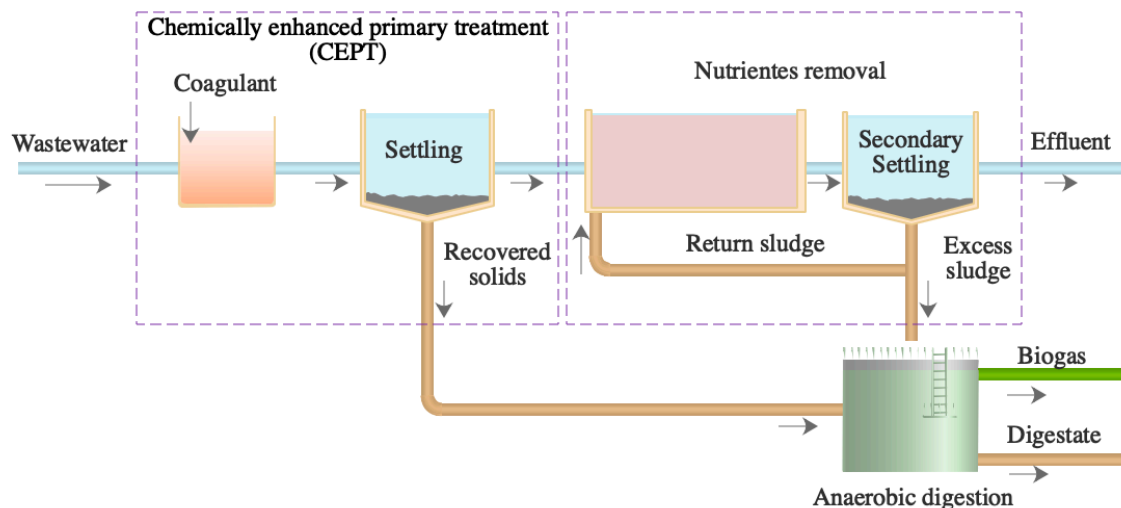 Chemically enhanced primary treatment
(CEPT)
Coagulant
Wastewater
Settling
Recovered
solids
Nutrientes removal
Secondary
Settling
Effluent
Return sludge
Excess
sludge
Biogas
Digestate
Anaerobic digestion